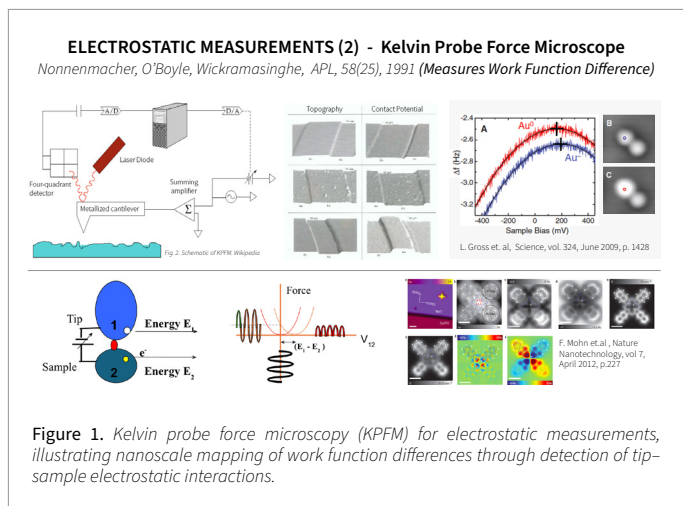 ELECTROSTATIC MEASUREMENTS (2) - Kelvin Probe Force Microscope
Nonnenmacher, O'Boyle, Wickramasinghe, APL, 58(25), 1991 (Measures Work Function Difference)
A/D
D/A
Laser Diode
Four-quadrant
detector
Summing
amplifier
Σ
Metallized cantilever
Fig. 2. Schematic of KPFM. Wikipedia
Topography
Contact Potential
A
Au⁰
Au⁻
-2.4
-2.6
-2.8
-3.0
-3.2
Δf (Hz)
-400
-200
0
200
400
Sample Bias (mV)
B
C
L. Gross et. al, Science, vol. 324, June 2009, p. 1428
Tip
1
Energy E₁,
Sample
2
e⁻
Energy E₂
Force
V₁₂
(E₁ - E₂)
F. Mohn et.al , Nature
Nanotechnology, vol 7,
April 2012, p.227
Figure 1. Kelvin probe force microscopy (KPFM) for electrostatic measurements,
illustrating nanoscale mapping of work function differences through detection of tip–
sample electrostatic interactions.